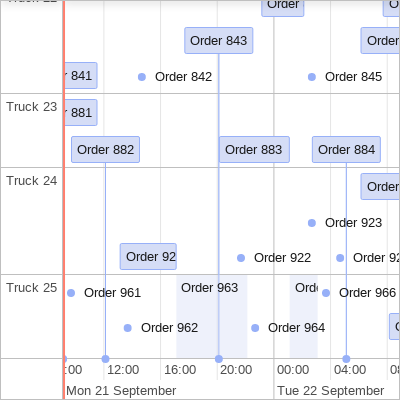 Order
Order 843
Order
841
Order 842
Order 845
Truck 23
881
Order 882
Order 883
Order 884
Truck 24
Order
Order 923
Order 92
Order 922
Order 92
Truck 25
Order 963
Order 961
Order 966
Order 962
Order 964
:00
12:00
16:00
20:00
00:00
04:00
Mon 21 September
Tue 22 September